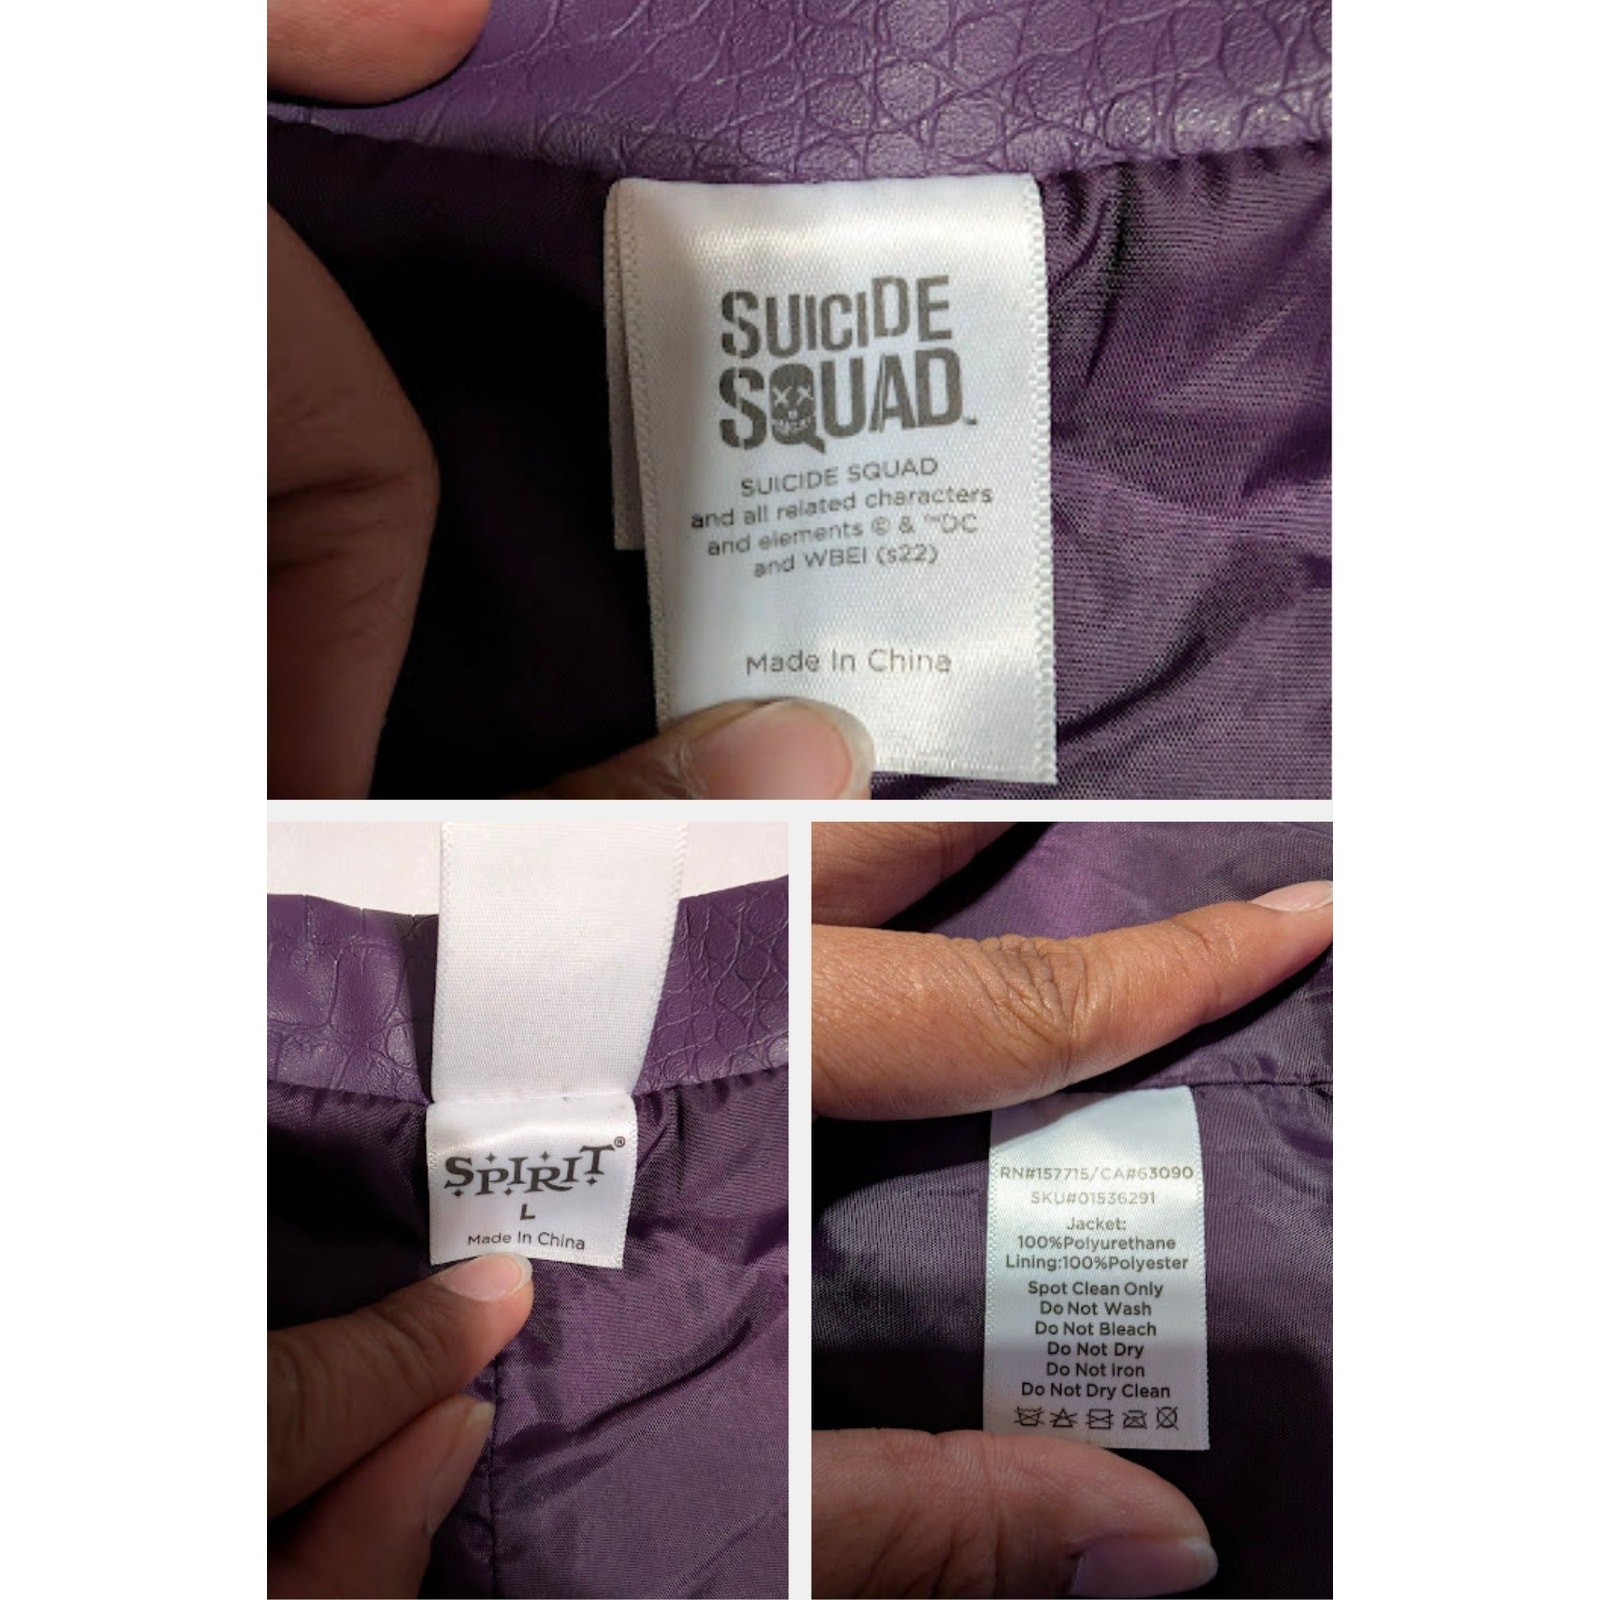 SUICIDE
SQUAD™
SUICIDE SQUAD
and all related characters
and elements © & ™DC
and WBEI (s22)
Made In China
SPIRIT®
L
Made In China
RN#157715/CA#63090
SKU#01536291
Jacket:
100%Polyurethane
Lining:100%Polyester
Spot Clean Only
Do Not Wash
Do Not Bleach
Do Not Dry
Do Not Iron
Do Not Dry Clean